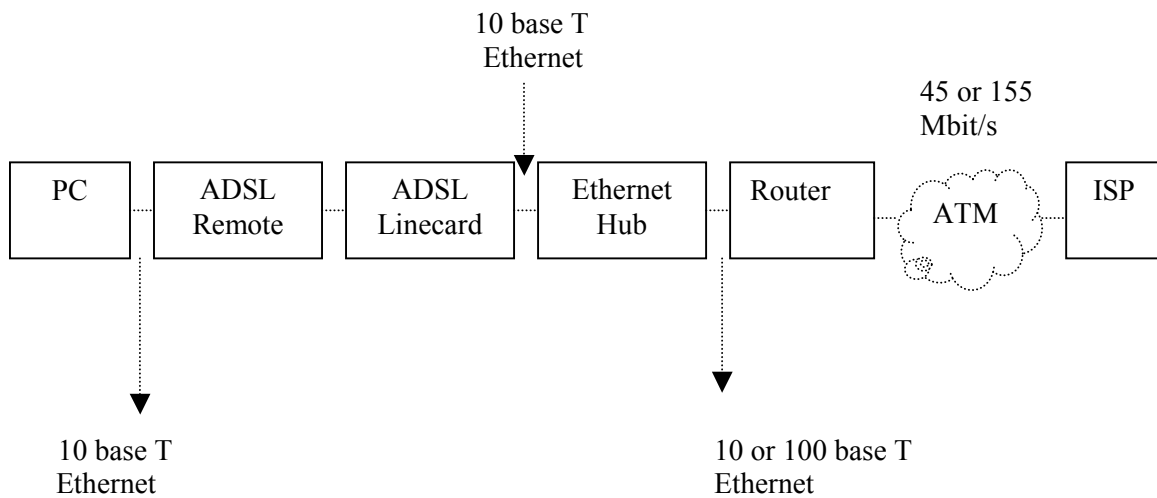 10 base T
Ethernet
45 or 155
Mbit/s
PC
ADSL
Remote
ADSL
Linecard
Ethernet
Hub
Router
ATM
ISP
10 base T
Ethernet
10 or 100 base T
Ethernet